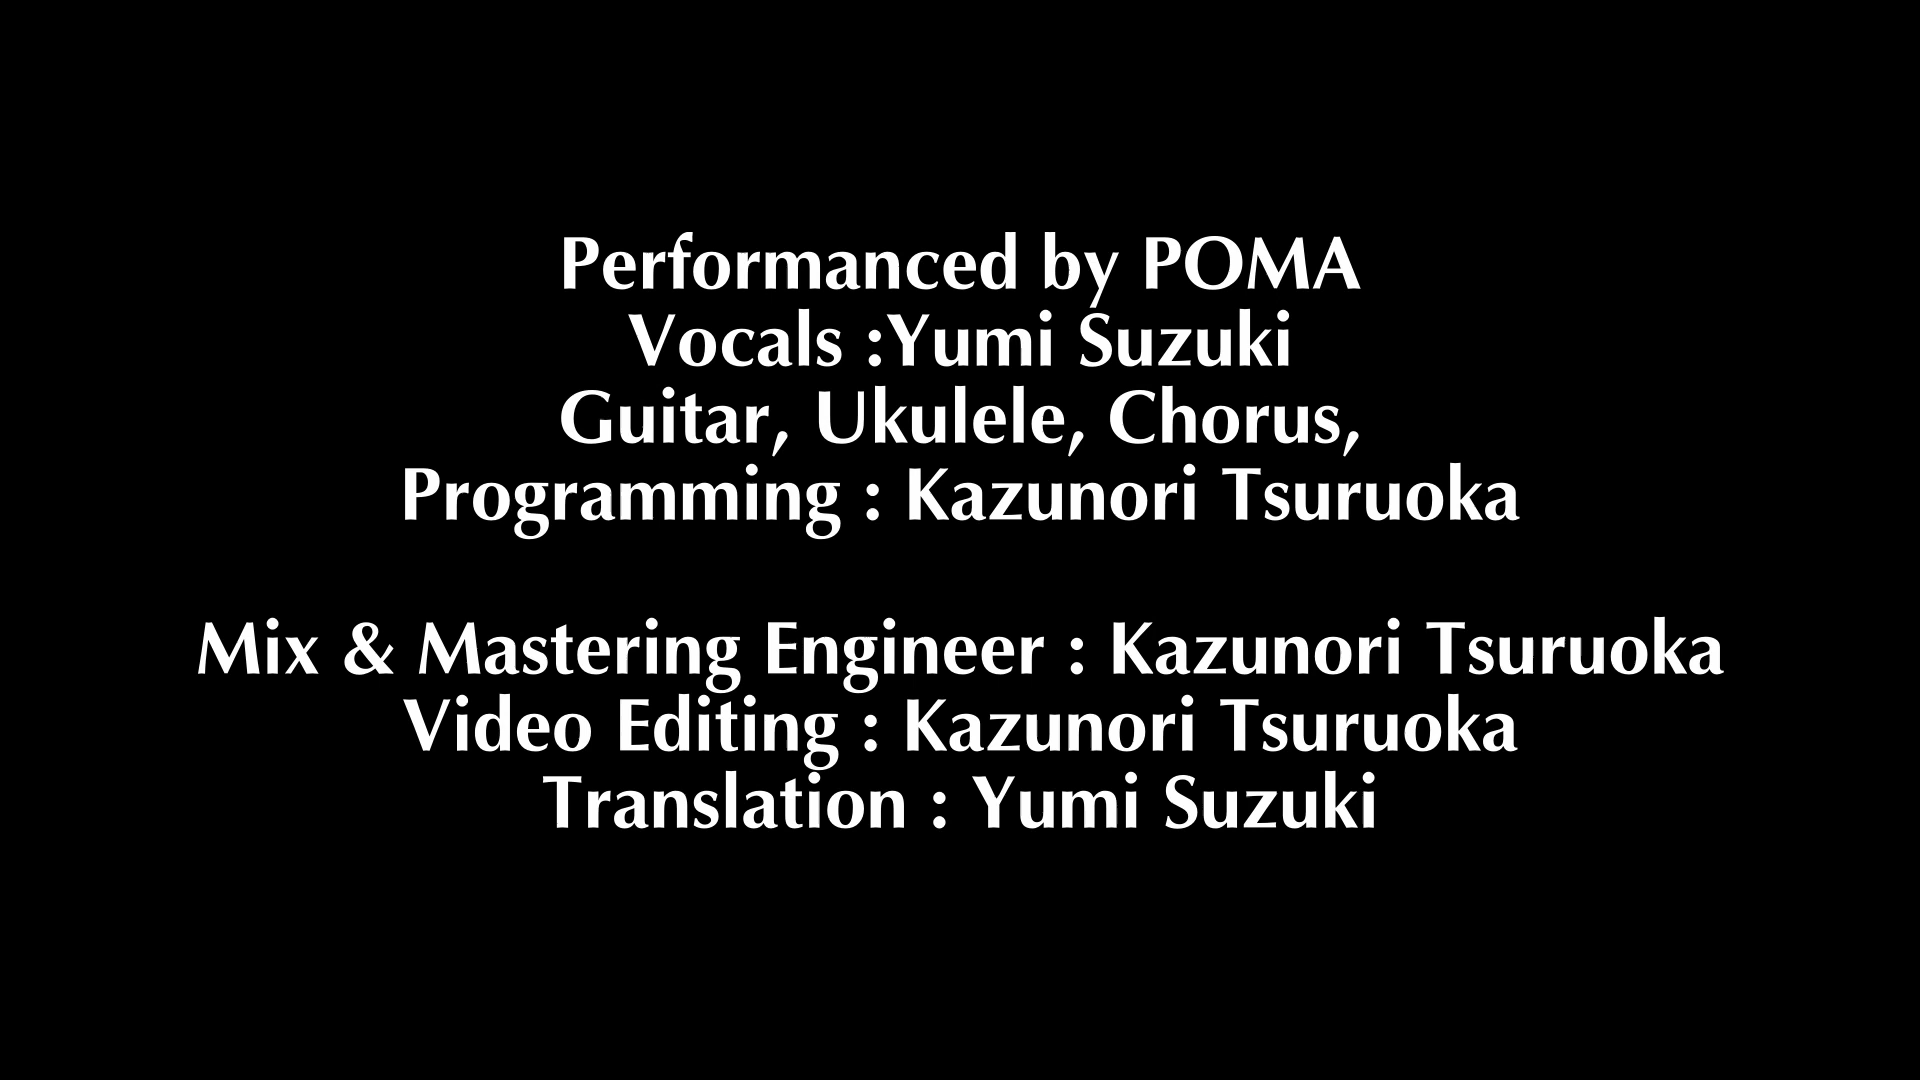 Performanced by POMA
Vocals :Yumi Suzuki
Guitar, Ukulele, Chorus,
Programming : Kazunori Tsuruoka
Mix & Mastering Engineer : Kazunori Tsuruoka
Video Editing : Kazunori Tsuruoka
Translation : Yumi Suzuki